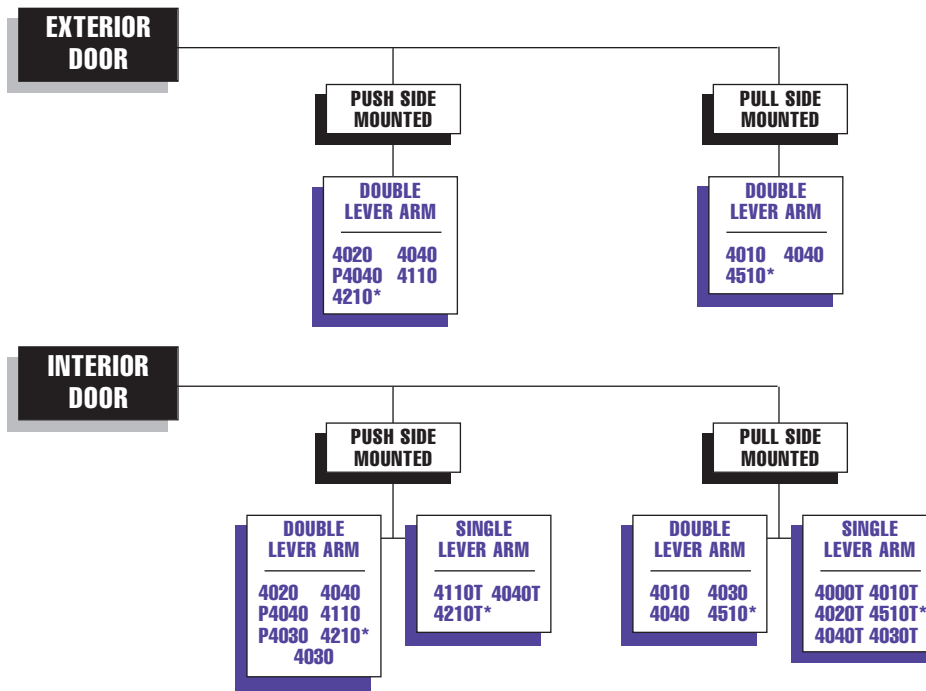 EXTERIOR
DOOR
PUSH SIDE
MOUNTED
DOUBLE
LEVER ARM
4020 4040
P4040 4110
4210*
PULL SIDE
MOUNTED
DOUBLE
LEVER ARM
4010 4040
4510*
INTERIOR
DOOR
PUSH SIDE
MOUNTED
DOUBLE
LEVER ARM
4020 4040
P4040 4110
P4030 4210*
4030
SINGLE
LEVER ARM
4110T 4040T
4210T*
PULL SIDE
MOUNTED
DOUBLE
LEVER ARM
4010 4030
4040 4510*
SINGLE
LEVER ARM
4000T 4010T
4020T 4510T*
4040T 4030T